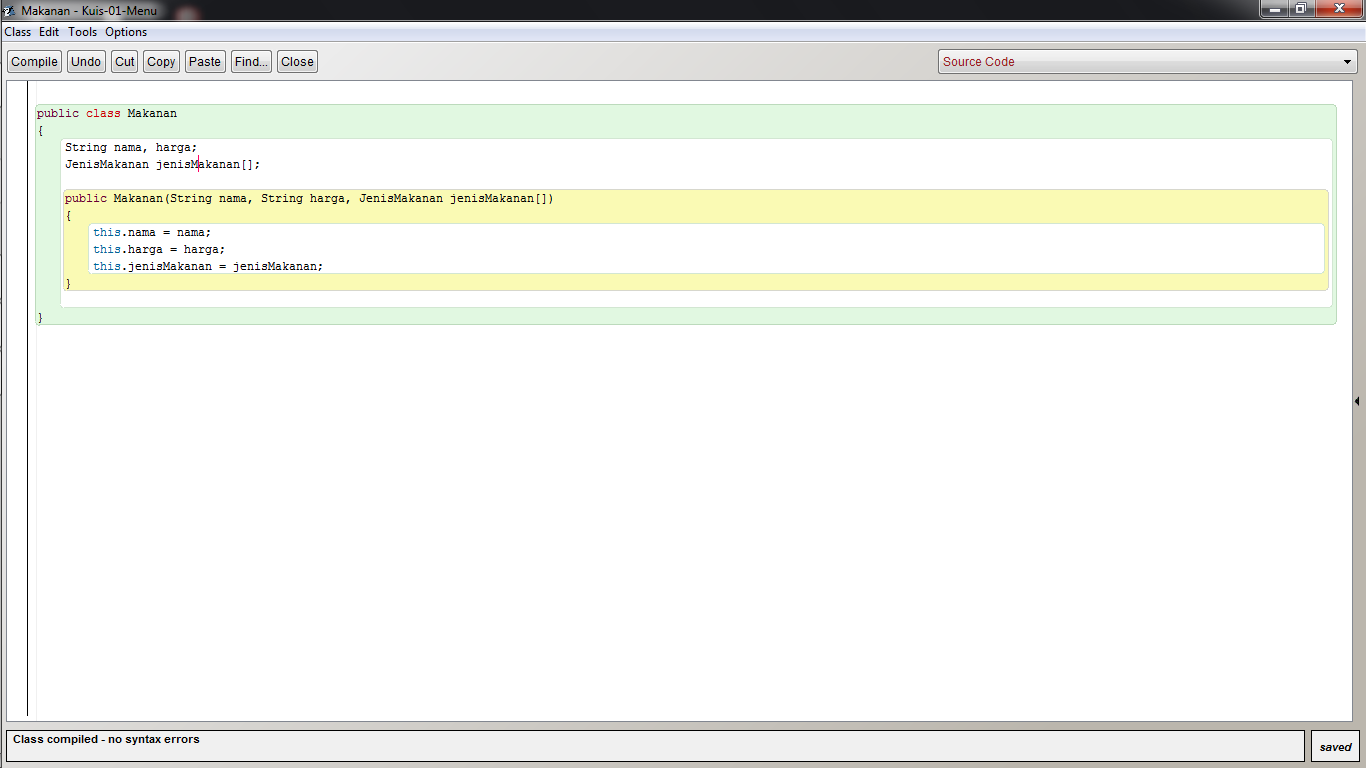 Makanan - Kuis-01-Menu
Class Edit Tools Options
Compile Undo Cut Copy Paste Find... Close Source Code
public class Makanan
{
String nama, harga;
JenisMakanan jenisMakanan[];
public Makanan(String nama, String harga, JenisMakanan jenisMakanan[])
{
this.nama = nama;
this.harga = harga;
this.jenisMakanan = jenisMakanan;
}
}
Class compiled - no syntax errors
saved